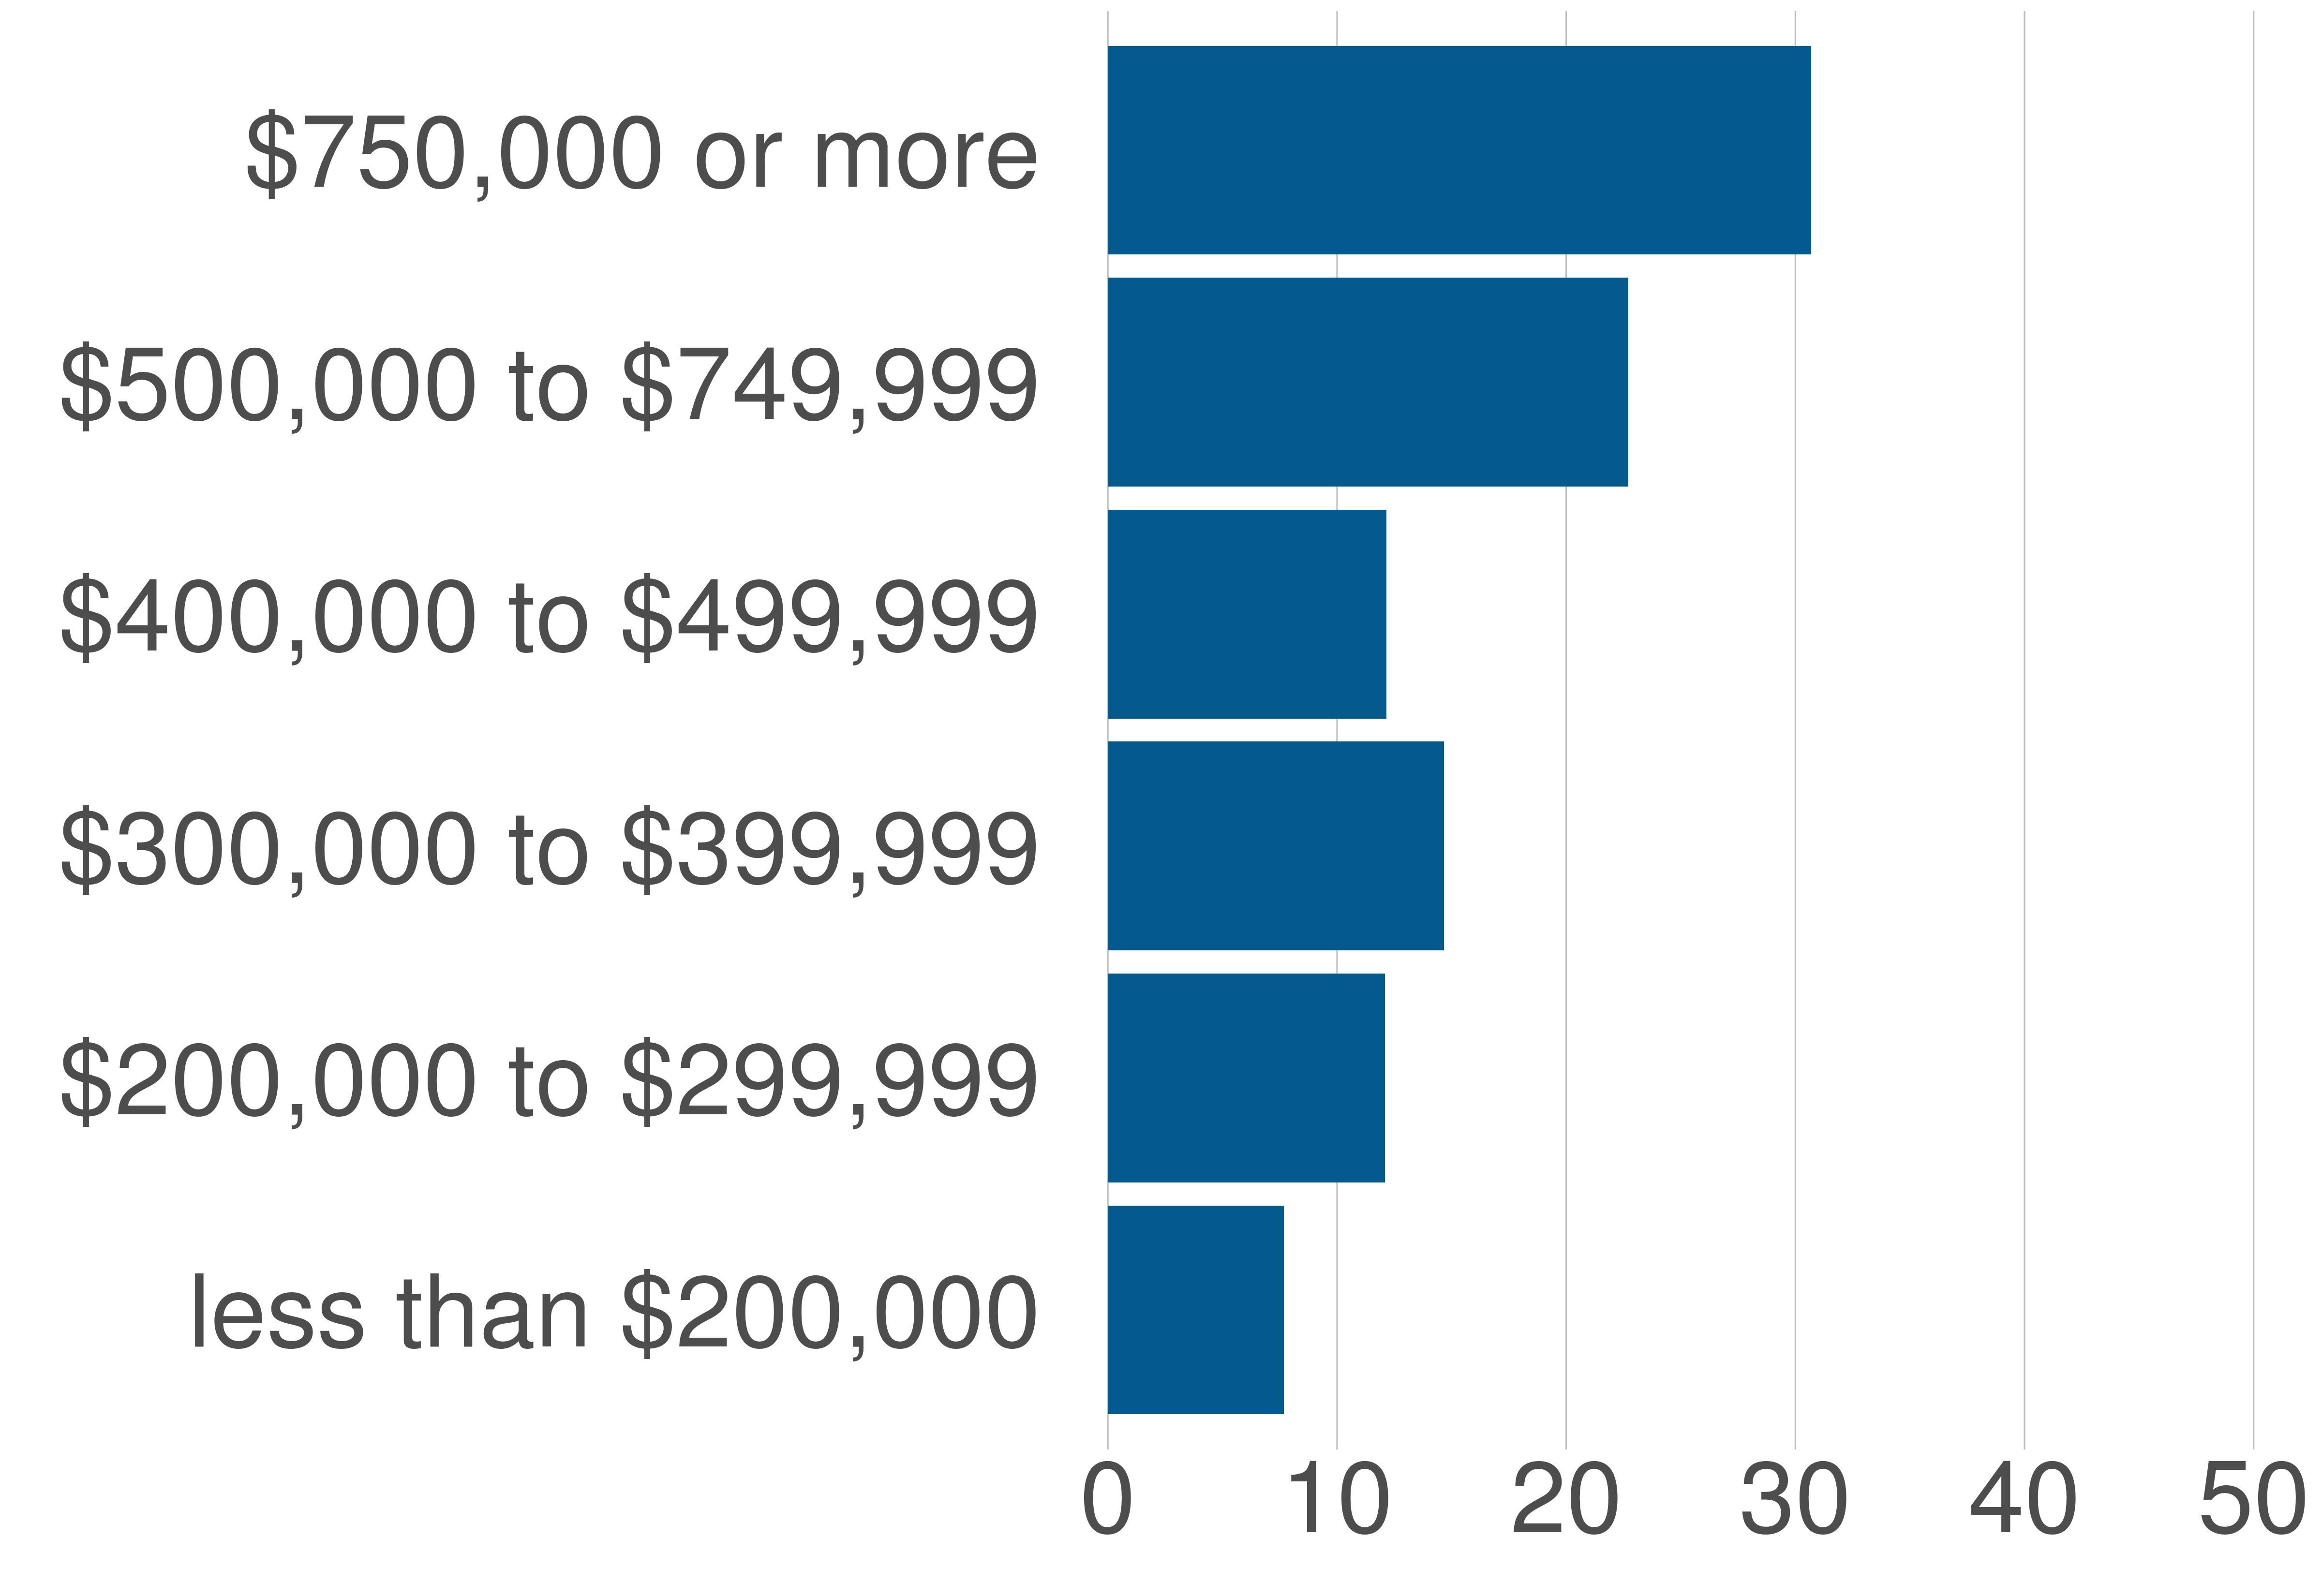 $750,000 or more
$500,000 to $749,999
$400,000 to $499,999
$300,000 to $399,999
$200,000 to $299,999
less than $200,000
0 10 20 30 40 50